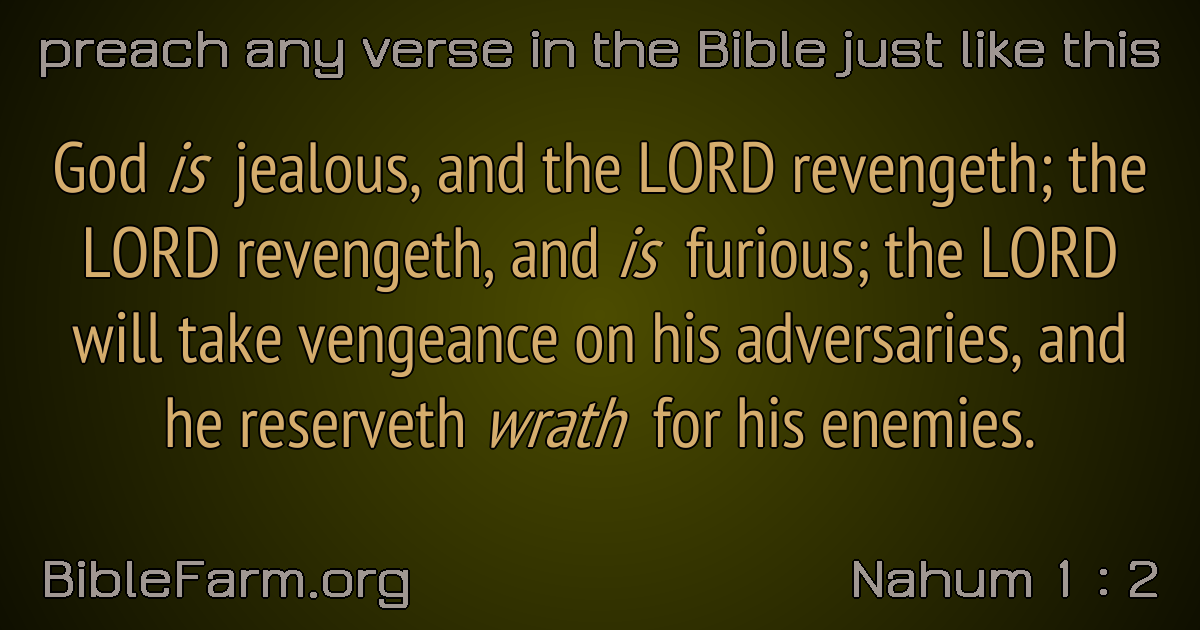 preach any verse in the Bible just like this
God is jealous, and the LORD revengeth; the
LORD revengeth, and is furious; the LORD
will take vengeance on his adversaries, and
he reserveth wrath for his enemies.
BibleFarm.org
Nahum 1 : 2